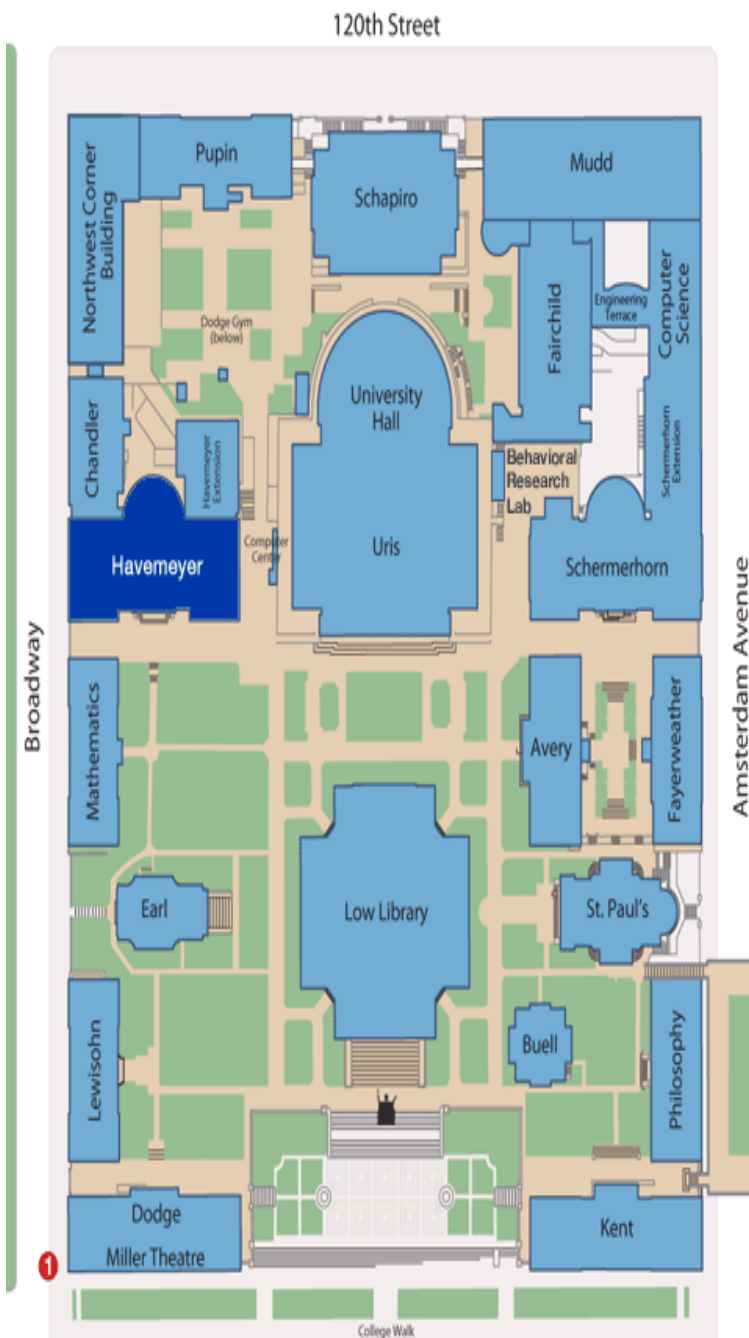 120th Street
Pupin
Mudd
Schapiro
Northwest Corner
Building
Fairchild
Engineering
Terrace
Computer
Science
Dodge Gym
(below)
University
Hall
Chandler
Havemeyer
Extension
Behavioral
Research
Lab
Schermerhorn
Extension
Havemeyer
Computer
Center
Uris
Schermerhorn
Broadway
Amsterdam Avenue
Mathematics
Avery
Fayerweather
Earl
Low Library
St. Paul's
Lewisohn
Buell
Philosophy
Dodge
Miller Theatre
Kent
1
College Walk